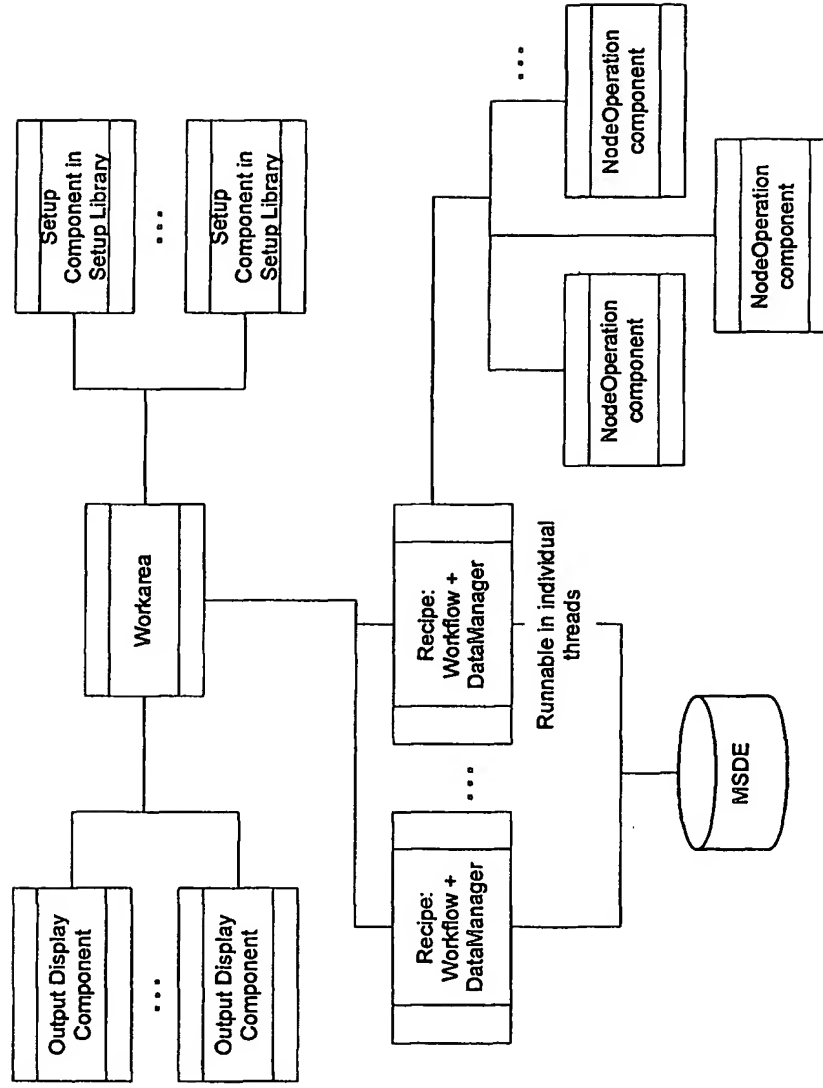 Output Display
Component
...
Output Display
Component
Workarea
Setup
Component in
Setup Library
...
Setup
Component in
Setup Library
Recipe:
Workflow +
DataManager
...
Recipe:
Workflow +
DataManager
Runnable in individual
threads
MSDE
NodeOperation
component
NodeOperation
component
NodeOperation
component
...